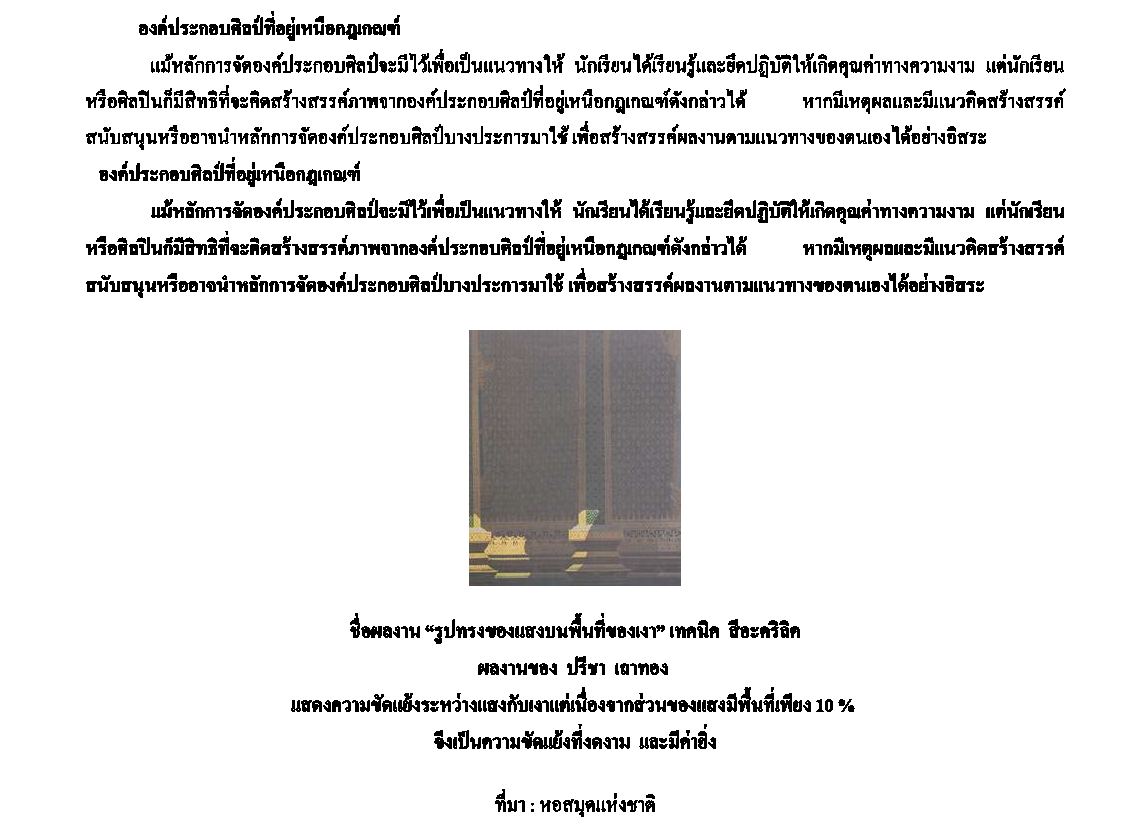 องค์ประกอบศิลป์ที่อยู่เหนือกฎเกณฑ์
แม้หลักการจัดองค์ประกอบศิลป์จะมีไว้เพื่อเป็นแนวทางให้ นักเรียนได้เรียนรู้และยึดปฏิบัติให้เกิดคุณค่าทางความงาม แต่นักเรียน
หรือศิลปินก็มีสิทธิที่จะคิดสร้างสรรค์ภาพจากองค์ประกอบศิลป์ที่อยู่เหนือกฎเกณฑ์ดังกล่าวได้ หากมีเหตุผลและมีแนวคิดสร้างสรรค์
สนับสนุนหรืออาจนำหลักการจัดองค์ประกอบศิลป์บางประการมาใช้ เพื่อสร้างสรรค์ผลงานตามแนวทางของตนเองได้อย่างอิสระ
องค์ประกอบศิลป์ที่อยู่เหนือกฎเกณฑ์
แม้หลักการจัดองค์ประกอบศิลป์จะมีไว้เพื่อเป็นแนวทางให้ นักเรียนได้เรียนรู้และยึดปฏิบัติให้เกิดคุณค่าทางความงาม แต่นักเรียน
หรือศิลปินก็มีสิทธิที่จะคิดสร้างสรรค์ภาพจากองค์ประกอบศิลป์ที่อยู่เหนือกฎเกณฑ์ดังกล่าวได้ หากมีเหตุผลและมีแนวคิดสร้างสรรค์
สนับสนุนหรืออาจนำหลักการจัดองค์ประกอบศิลป์บางประการมาใช้ เพื่อสร้างสรรค์ผลงานตามแนวทางของตนเองได้อย่างอิสระ
ชื่อผลงาน “รูปทรงของแสงบนพื้นที่ของเงา” เทคนิค สีอะคริลิค
ผลงานของ ปรีชา เถาทอง
แสดงความขัดแย้งระหว่างแสงกับเงาแต่เนื่องจากส่วนของแสงมีพื้นที่เพียง 10 %
จึงเป็นความขัดแย้งที่งดงาม และมีค่ายิ่ง
ที่มา : หอสมุดแห่งชาติ